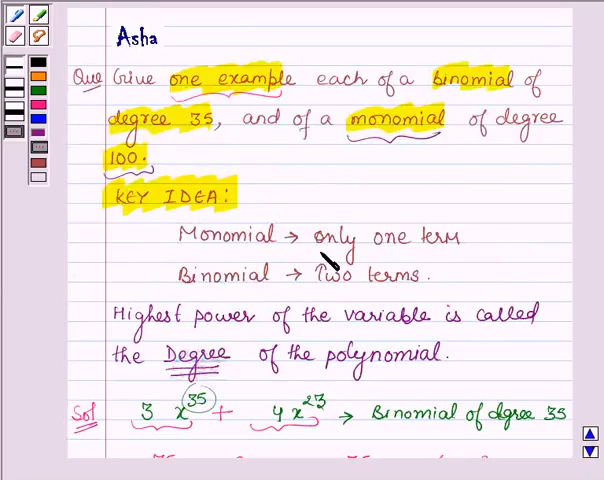 Asha
Que Give one example each of a binomial of
degree 35, and of a monomial of degree
100.
KEY IDEA:
Monomial → only one term
Binomial → Two terms.
Highest power of the variable is called
the Degree of the polynomial.
Sol 3 x^35 + 4x^23 → Binomial of dgree 35